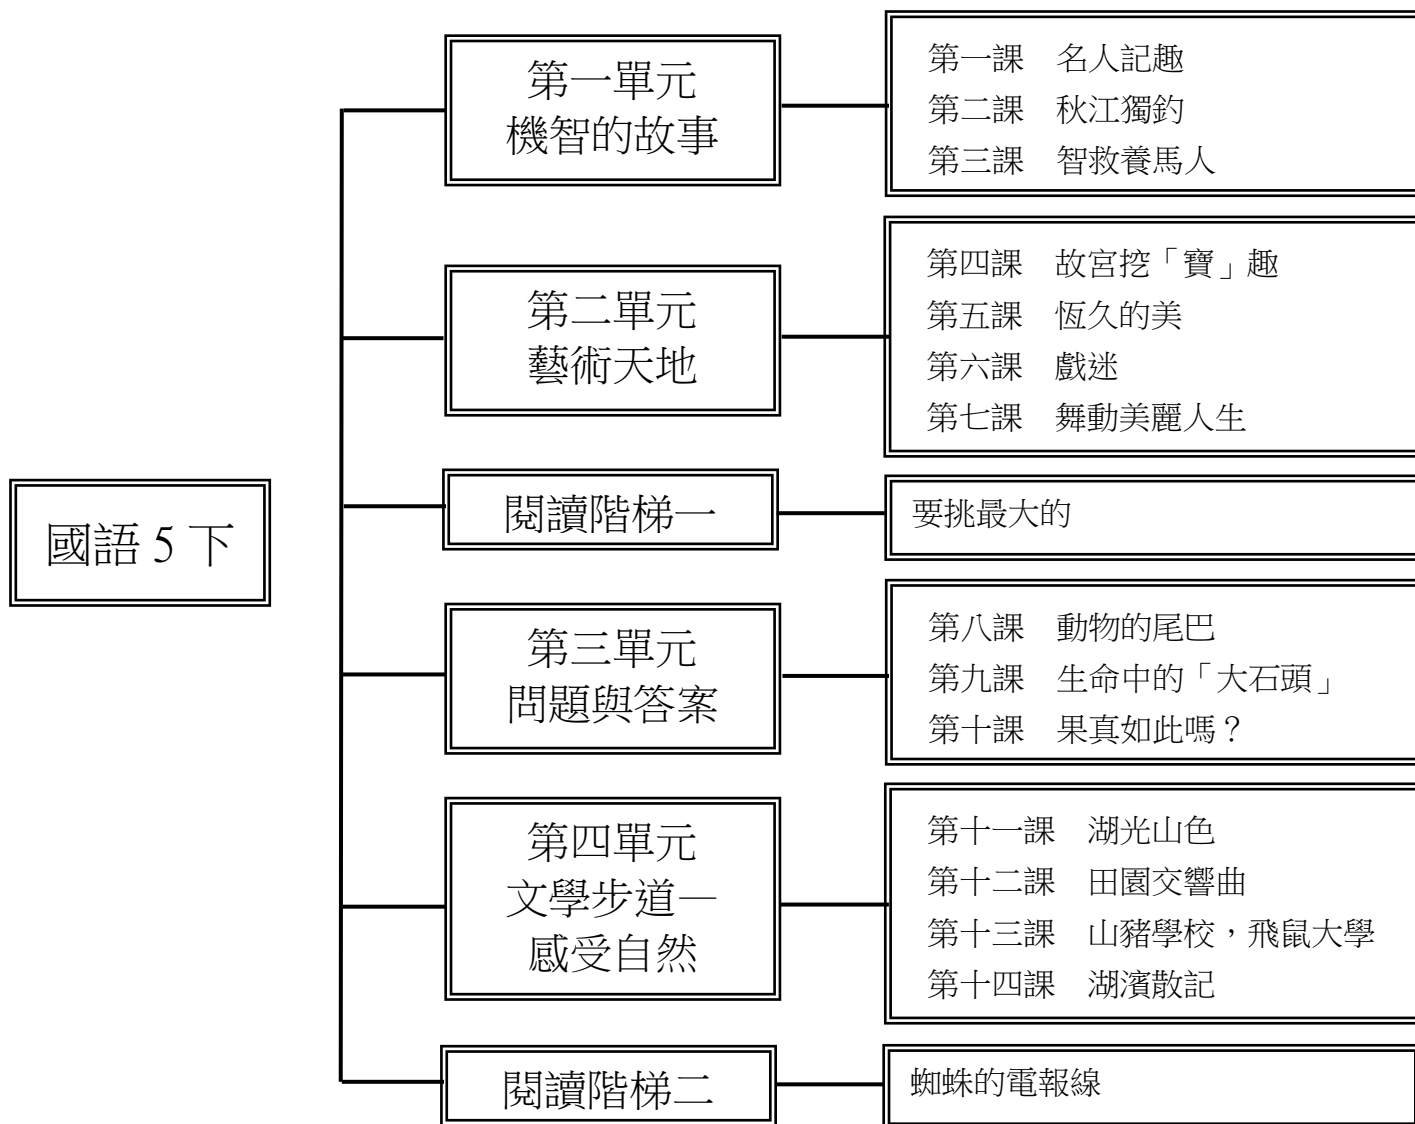 國語 5 下
第一單元
機智的故事
第一課　名人記趣
第二課　秋江獨釣
第三課　智救養馬人
第二單元
藝術天地
第四課　故宮挖「寶」趣
第五課　恆久的美
第六課　戲迷
第七課　舞動美麗人生
閱讀階梯一
要挑最大的
第三單元
問題與答案
第八課　動物的尾巴
第九課　生命中的「大石頭」
第十課　果真如此嗎？
第四單元
文學步道—
感受自然
第十一課　湖光山色
第十二課　田園交響曲
第十三課　山豬學校，飛鼠大學
第十四課　湖濱散記
閱讀階梯二
蜘蛛的電報線